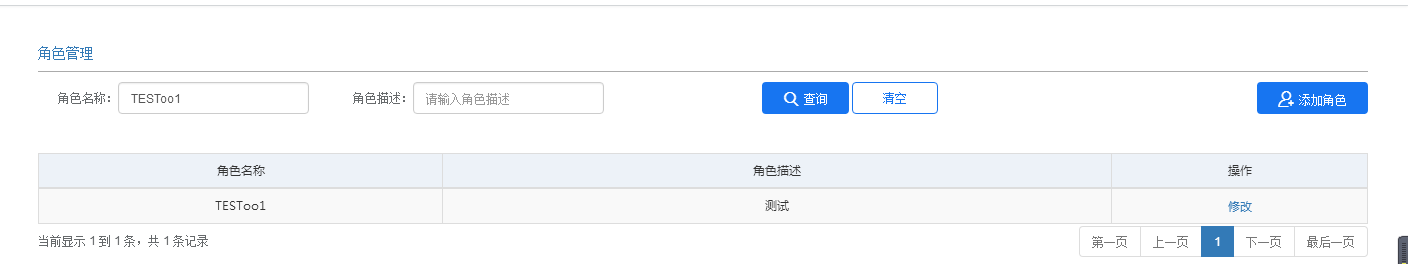 角色管理
角色名称: TESToo1 角色描述: 请输入角色描述 查询 清空 添加角色
角色名称 角色描述 操作
TESToo1 测试 修改
当前显示 1 到 1 条，共 1 条记录 第一页 上一页 1 下一页 最后一页